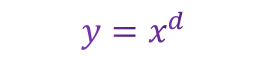 y = x^d